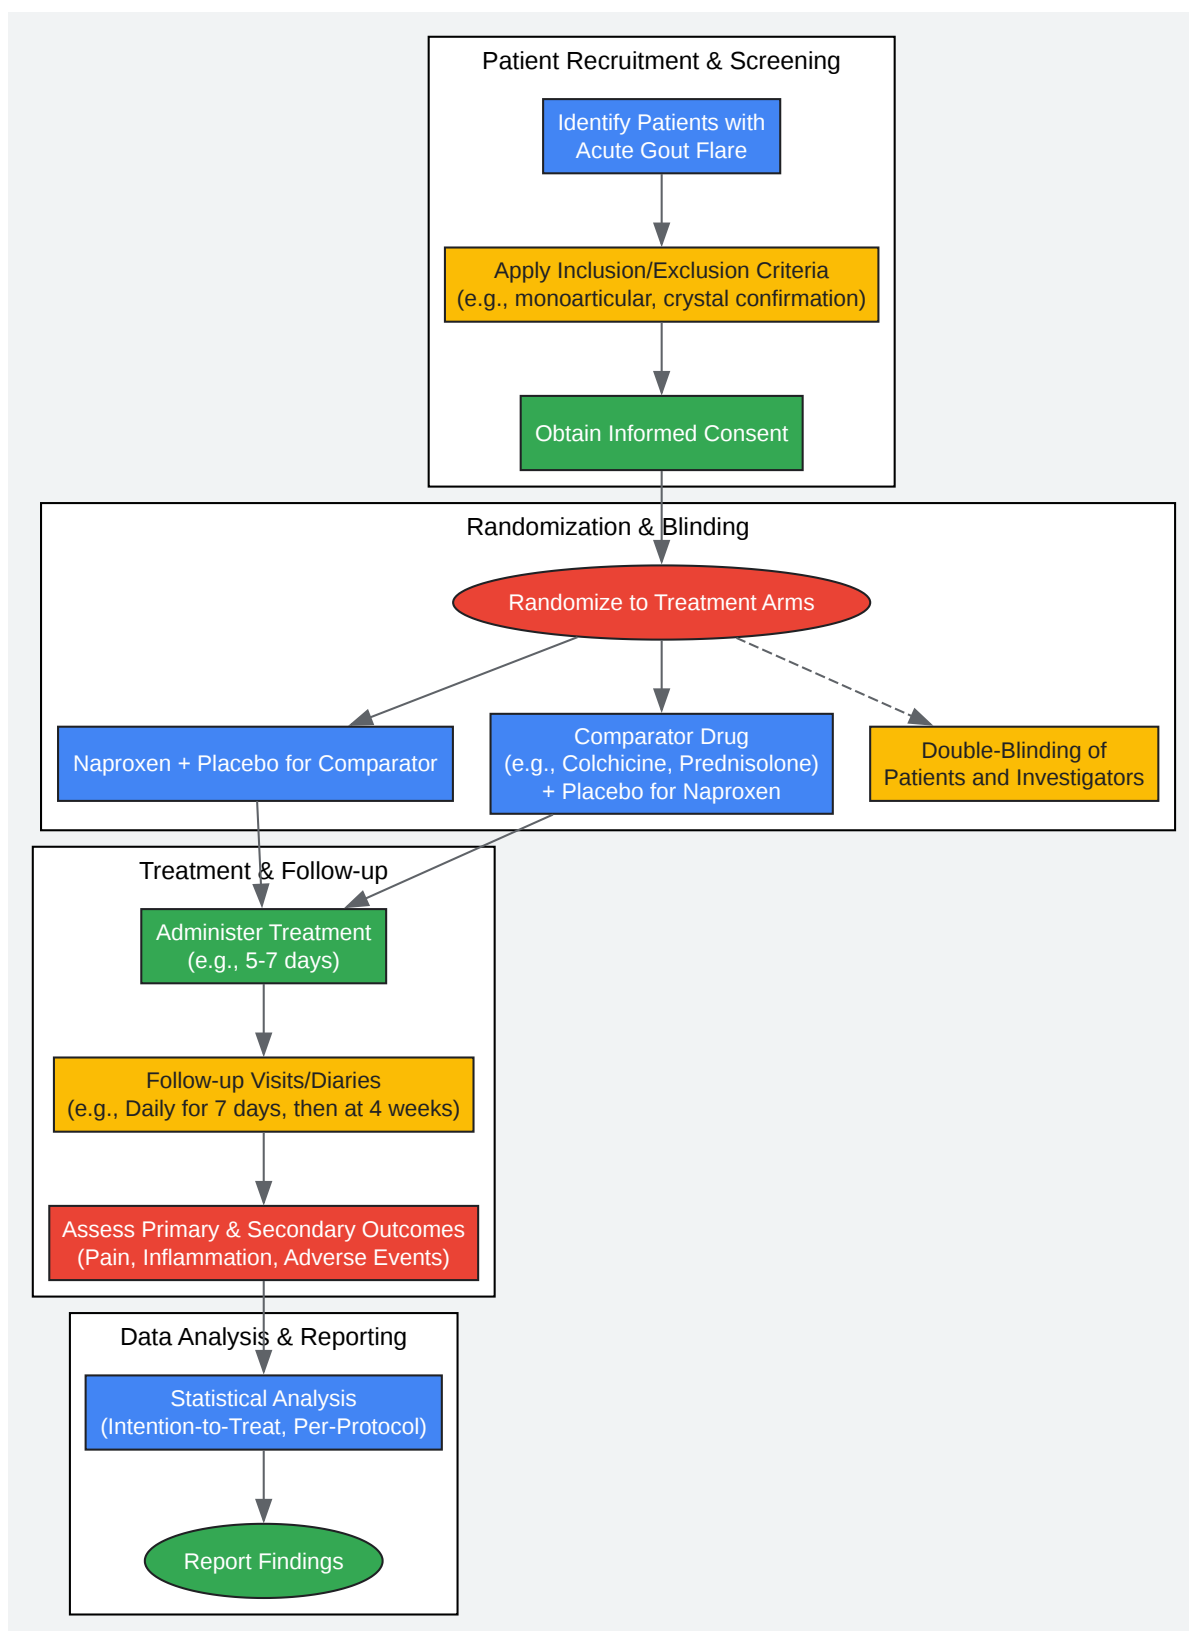 Patient Recruitment & Screening
Identify Patients with
Acute Gout Flare
Apply Inclusion/Exclusion Criteria
(e.g., monoarticular, crystal confirmation)
Obtain Informed Consent
Randomization & Blinding
Randomize to Treatment Arms
Naproxen + Placebo for Comparator
Comparator Drug
(e.g., Colchicine, Prednisolone)
+ Placebo for Naproxen
Double-Blinding of
Patients and Investigators
Treatment & Follow-up
Administer Treatment
(e.g., 5-7 days)
Follow-up Visits/Diaries
(e.g., Daily for 7 days, then at 4 weeks)
Assess Primary & Secondary Outcomes
(Pain, Inflammation, Adverse Events)
Data Analysis & Reporting
Statistical Analysis
(Intention-to-Treat, Per-Protocol)
Report Findings